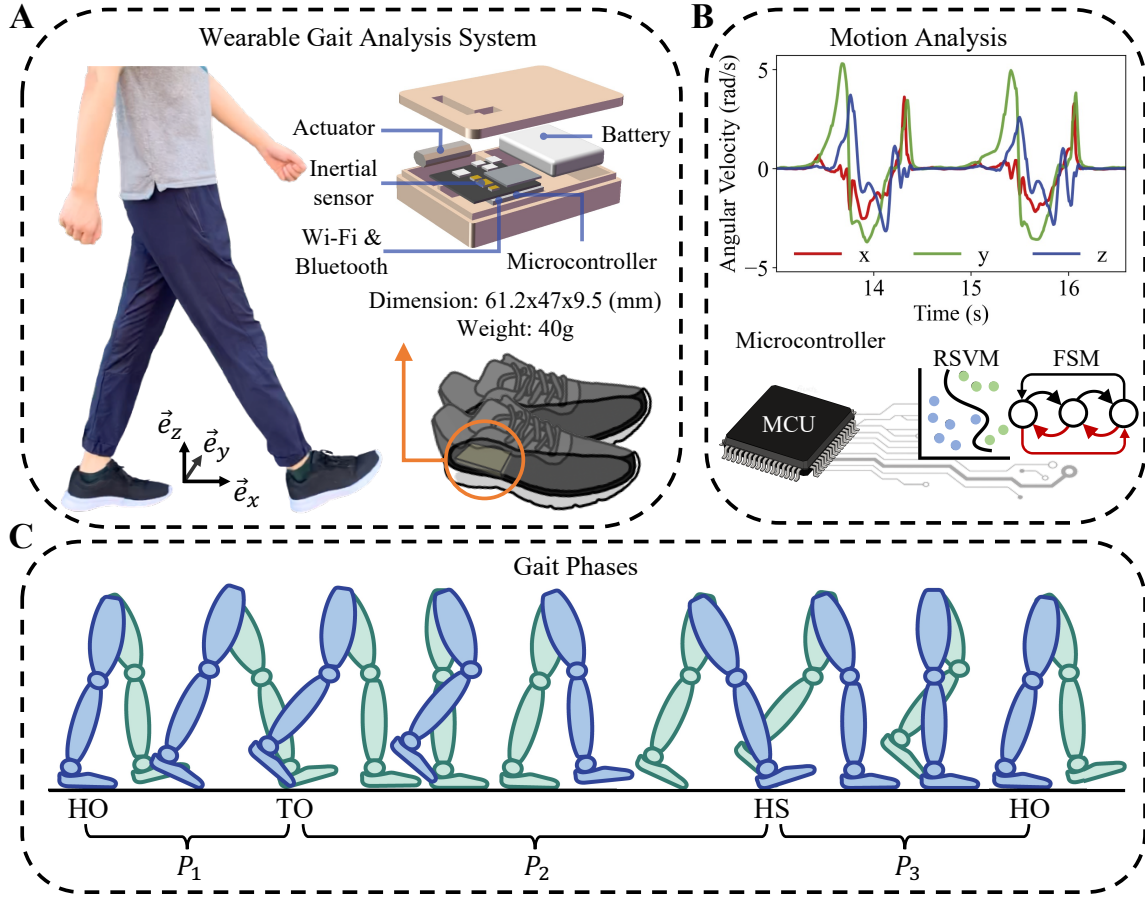 A
Wearable Gait Analysis System
Actuator
Battery
Inertial
sensor
Wi-Fi &
Bluetooth
Microcontroller
Dimension: 61.2x47x9.5 (mm)
Weight: 40g
e⃗z
e⃗y
e⃗x
B
Motion Analysis
Angular Velocity (rad/s)
5
0
−5
x y z
14 15 16
Time (s)
Microcontroller
MCU
RSVM
FSM
C
Gait Phases
HO TO HS HO
P1 P2 P3